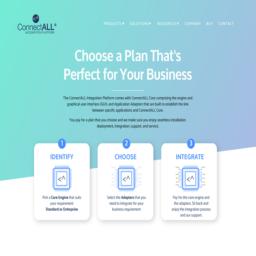 ConnectALL®
PRODUCTS SOLUTIONS RESOURCES COMPANY BUY CONTACT
Choose a Plan That's
Perfect for Your Business
The ConnectALL Integration Platform comes with ConnectALL Core comprising the engine and
graphical user interface (GUI) and Application Adapters that are built to establish the link
between specific applications and ConnectALL Core.
You pay for a plan that you choose and we make sure you enjoy seamless installation
deployment, integration, support, and service.
1
IDENTIFY
Pick a Core Engine that suits
your requirement
Standard or Enterprise
2
CHOOSE
Select the Adapters that you
need to integrate for your
business requirement
3
INTEGRATE
Pay for the core engine and
the adapters. Sit back and
enjoy the integration process
and our support.